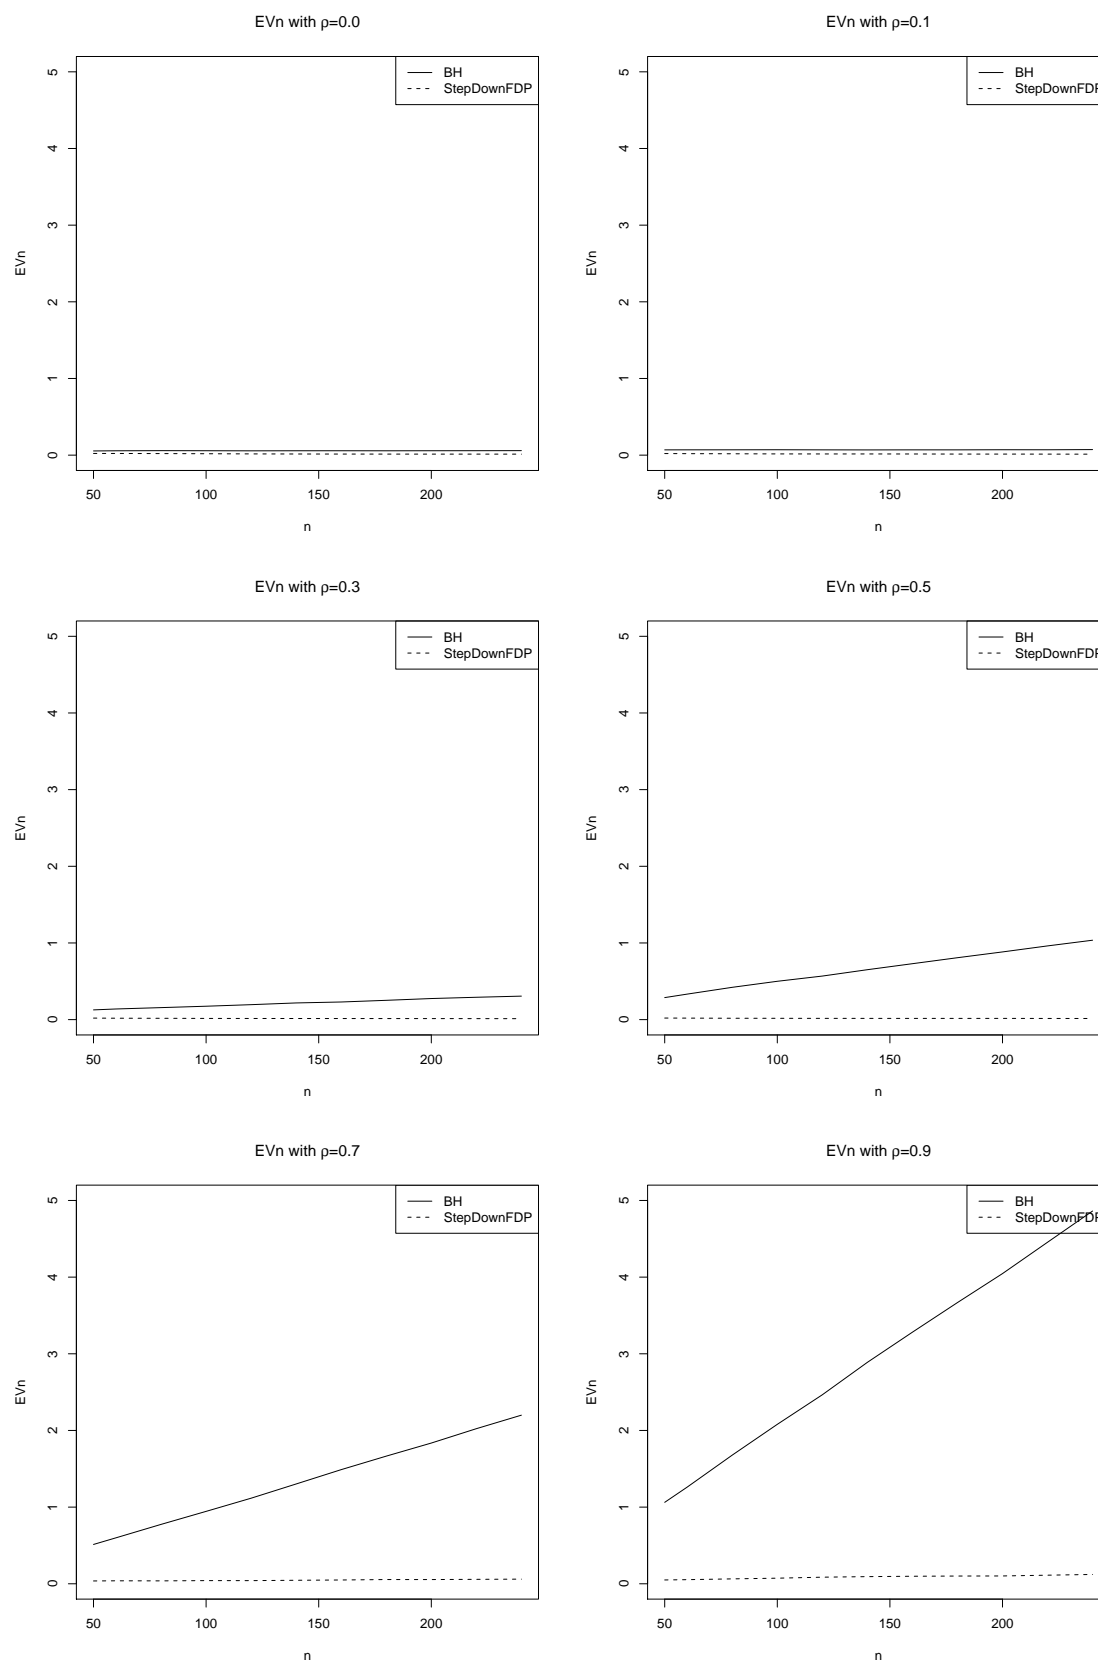 EVn with ρ=0.0
BH
StepDownFDP
5
4
3
2
1
0
EVn
50 100 150 200
n
EVn with ρ=0.1
BH
StepDownFDP
5
4
3
2
1
0
EVn
50 100 150 200
n
EVn with ρ=0.3
BH
StepDownFDP
5
4
3
2
1
0
EVn
50 100 150 200
n
EVn with ρ=0.5
BH
StepDownFDP
5
4
3
2
1
0
EVn
50 100 150 200
n
EVn with ρ=0.7
BH
StepDownFDP
5
4
3
2
1
0
EVn
50 100 150 200
n
EVn with ρ=0.9
BH
StepDownFDP
5
4
3
2
1
0
EVn
50 100 150 200
n